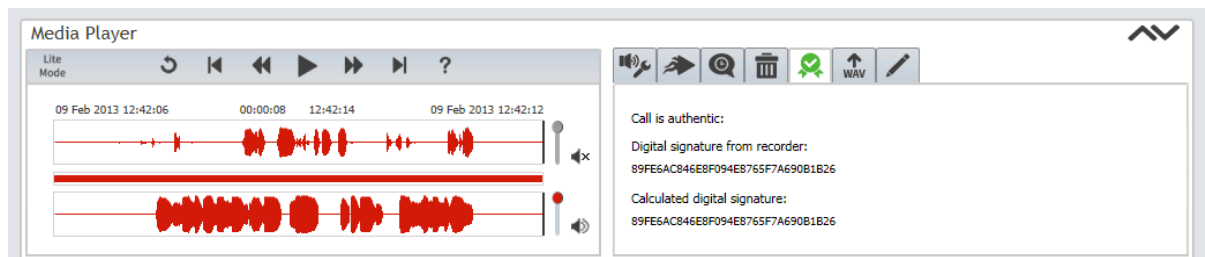 Media Player
Lite
Mode
?
WAV
09 Feb 2013 12:42:06 00:00:08 12:42:14 09 Feb 2013 12:42:12
Call is authentic:
Digital signature from recorder:
89FE6AC846E8F094E8765F7A690B1B26
Calculated digital signature:
89FE6AC846E8F094E8765F7A690B1B26